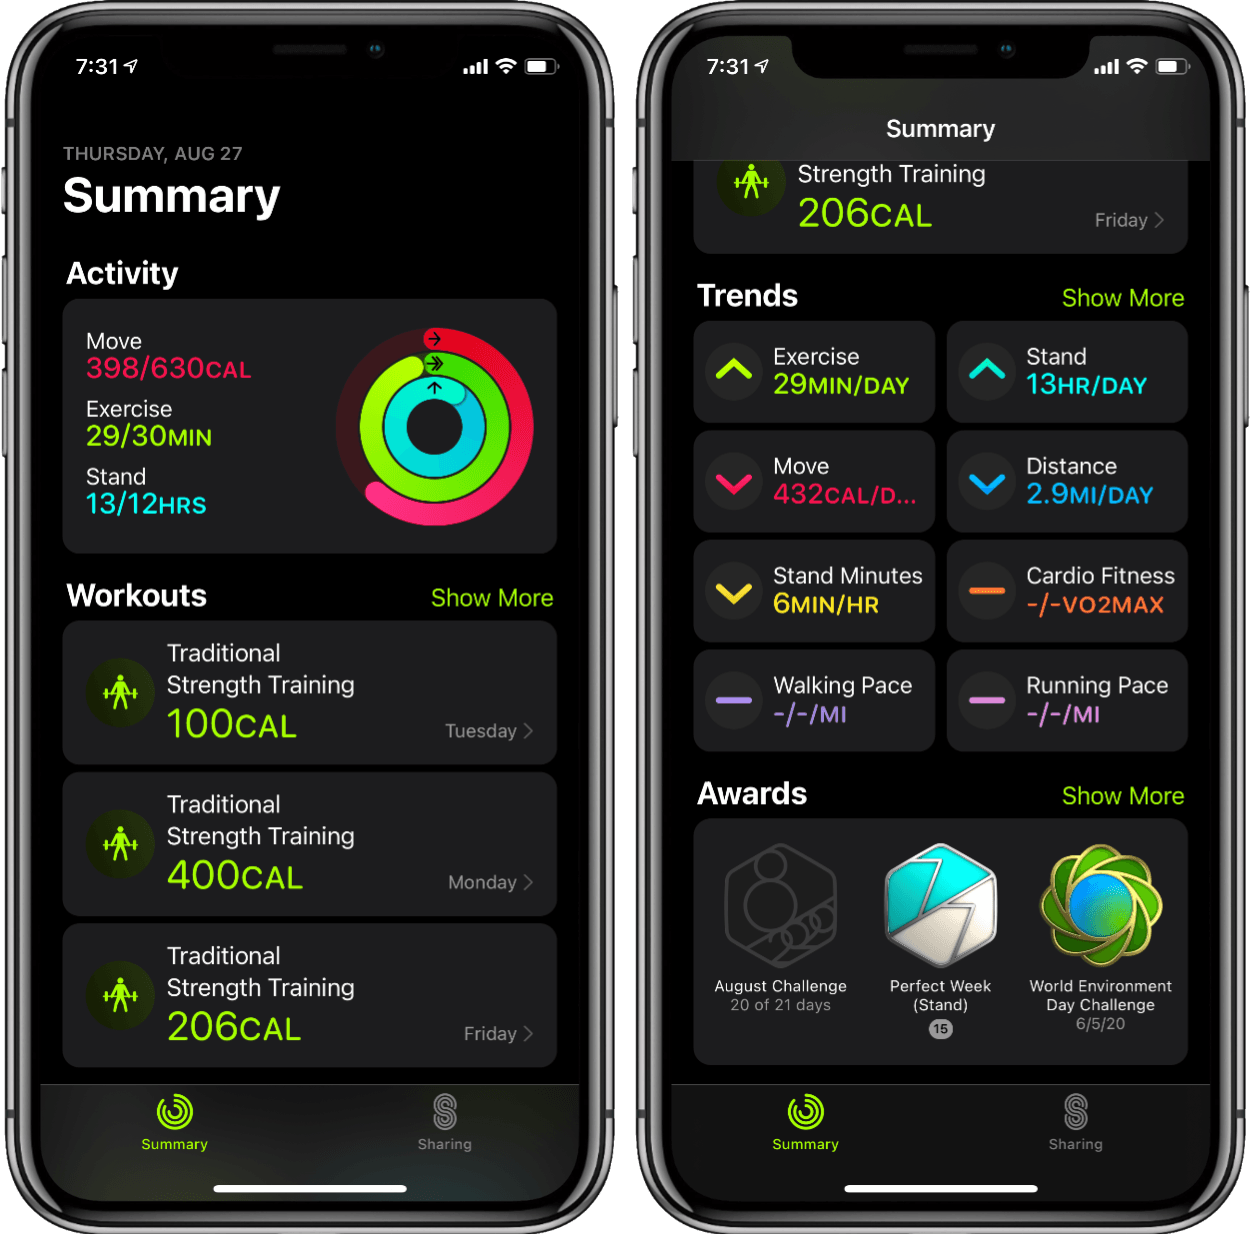 7:31
THURSDAY, AUG 27
Summary
Activity
Move
398/630CAL
Exercise
29/30MIN
Stand
13/12HRS
Workouts
Show More
Traditional
Strength Training
100CAL
Tuesday
Traditional
Strength Training
400CAL
Monday
Traditional
Strength Training
206CAL
Friday
Summary
Sharing
7:31
Summary
Strength Training
206CAL
Friday
Trends
Show More
Exercise
29MIN/DAY
Stand
13HR/DAY
Move
432CAL/D...
Distance
2.9MI/DAY
Stand Minutes
6MIN/HR
Cardio Fitness
-/-VO2MAX
Walking Pace
-/-/MI
Running Pace
-/-/MI
Awards
Show More
August Challenge
20 of 21 days
Perfect Week
(Stand)
15
World Environment
Day Challenge
6/5/20
Summary
Sharing